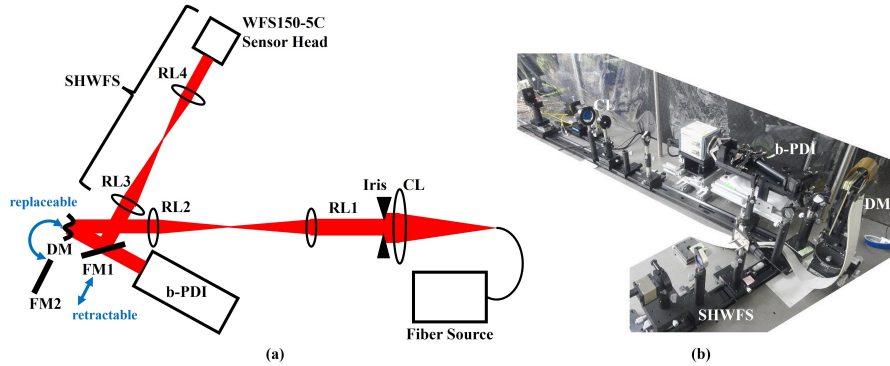 WFS150-5C
Sensor Head
SHWFS
RL4
RL3
replaceable
RL2
RL1
Iris
CL
DM
FM1
FM2
b-PDI
retractable
Fiber Source
(a)
CL
b-PDI
DM
SHWFS
(b)